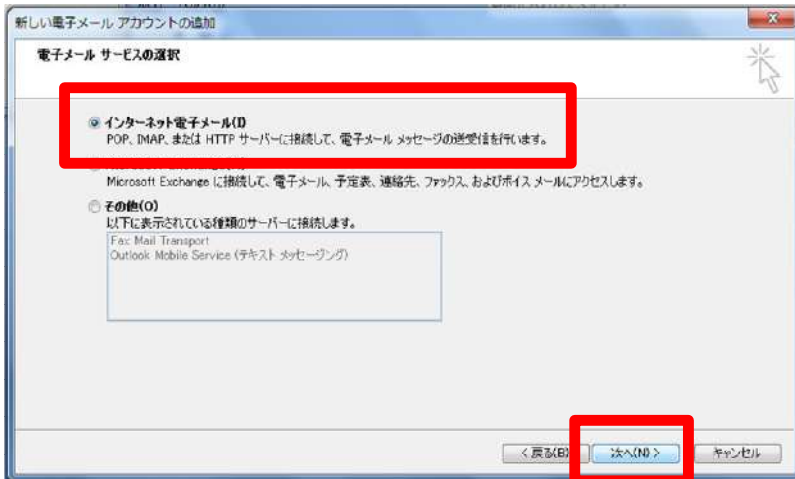 新しい電子メール アカウントの追加
電子メール サービスの選択
インターネット電子メール(I)
POP、IMAP、または HTTP サーバーに接続して、電子メール メッセージの送受信を行います。
Microsoft Exchange に接続して、電子メール、予定表、連絡先、ファックス、およびボイス メールにアクセスします。
その他(O)
以下に表示されている種類のサーバーに接続します。
Fax Mail Transport
Outlook Mobile Service (テキスト メッセージング)
< 戻る(B) 次へ(N) > キャンセル